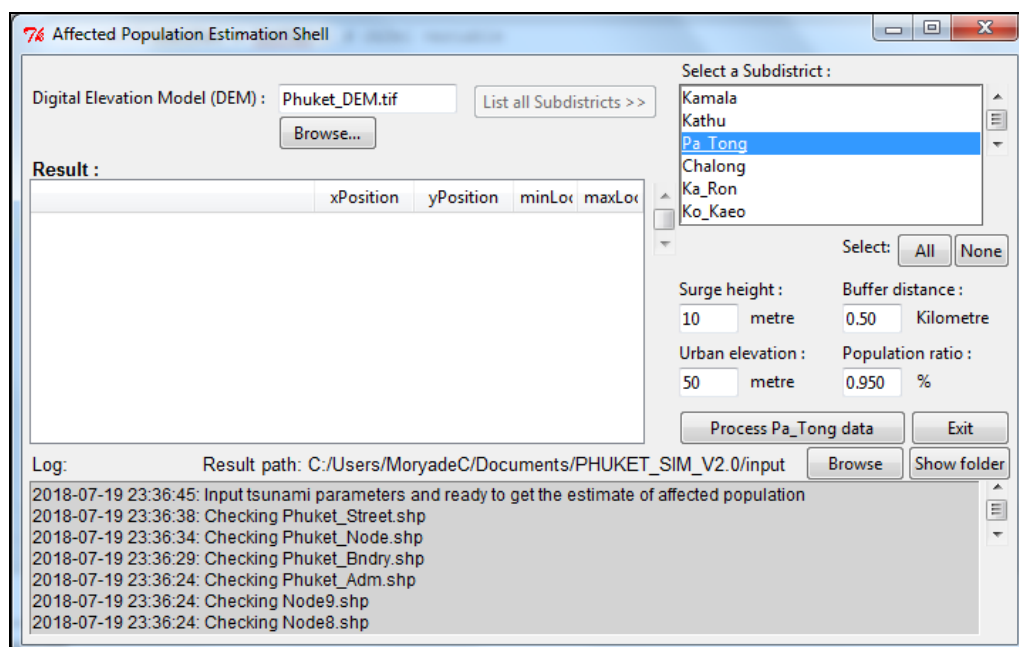 Affected Population Estimation Shell
Select a Subdistrict :
Digital Elevation Model (DEM) : Phuket_DEM.tif List all Subdistricts >>
Browse...
Kamala
Kathu
Pa_Tong
Chalong
Ka_Ron
Ko_Kaeo
Result :
xPosition yPosition minLoc maxLoc
Select: All None
Surge height : Buffer distance :
10 metre 0.50 Kilometre
Urban elevation : Population ratio :
50 metre 0.950 %
Process Pa_Tong data Exit
Log: Result path: C:/Users/MoryadeC/Documents/PHUKET_SIM_V2.0/input Browse Show folder
2018-07-19 23:36:45: Input tsunami parameters and ready to get the estimate of affected population
2018-07-19 23:36:38: Checking Phuket_Street.shp
2018-07-19 23:36:34: Checking Phuket_Node.shp
2018-07-19 23:36:29: Checking Phuket_Bndry.shp
2018-07-19 23:36:24: Checking Phuket_Adm.shp
2018-07-19 23:36:24: Checking Node9.shp
2018-07-19 23:36:24: Checking Node8.shp